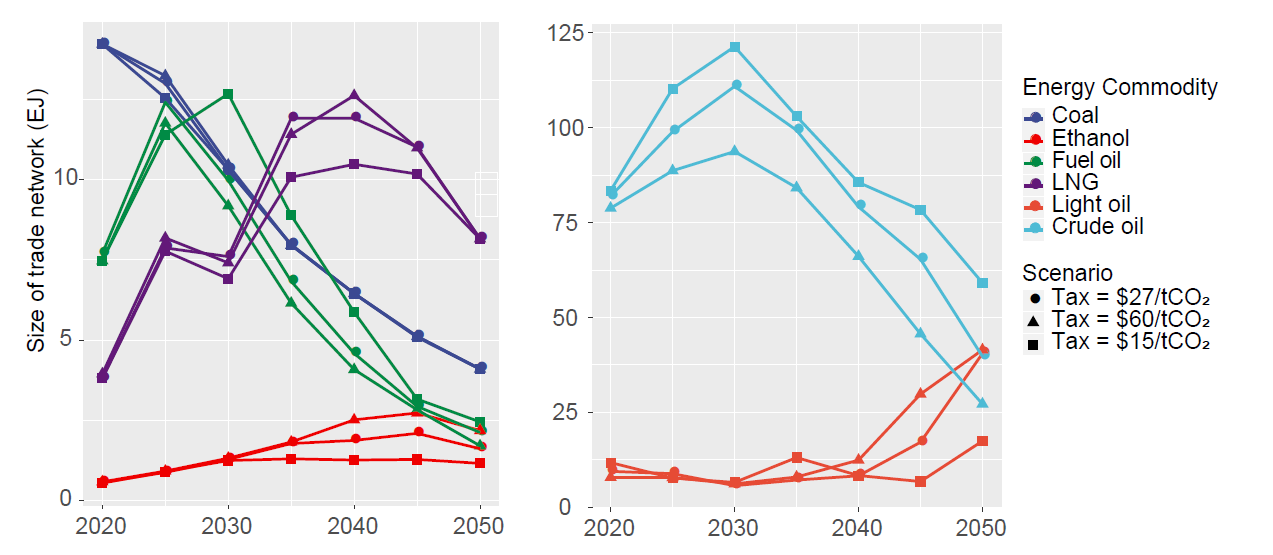 Size of trade network (EJ)
10
5
0
2020
2030
2040
2050
125
100
75
50
25
0
2020
2030
2040
2050
Energy Commodity
Coal
Ethanol
Fuel oil
LNG
Light oil
Crude oil
Scenario
Tax = $27/tCO₂
Tax = $60/tCO₂
Tax = $15/tCO₂